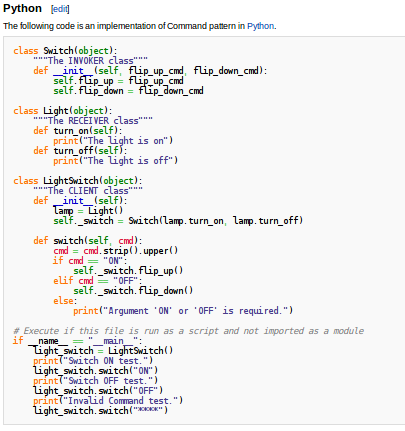 Python [edit]
The following code is an implementation of Command pattern in Python.
class Switch(object):
    """The INVOKER class"""
    def __init__(self, flip_up_cmd, flip_down_cmd):
        self.flip_up = flip_up_cmd
        self.flip_down = flip_down_cmd
class Light(object):
    """The RECEIVER class"""
    def turn_on(self):
        print("The light is on")
    def turn_off(self):
        print("The light is off")
class LightSwitch(object):
    """The CLIENT class"""
    def __init__(self):
        lamp = Light()
        self._switch = Switch(lamp.turn_on, lamp.turn_off)
    def switch(self, cmd):
        cmd = cmd.strip().upper()
        if cmd == "ON":
            self._switch.flip_up()
        elif cmd == "OFF":
            self._switch.flip_down()
        else:
            print("Argument 'ON' or 'OFF' is required.")
# Execute if this file is run as a script and not imported as a module
if __name__ == "__main__":
    light_switch = LightSwitch()
    print("Switch ON test.")
    light_switch.switch("ON")
    print("Switch OFF test.")
    light_switch.switch("OFF")
    print("Invalid Command test.")
    light_switch.switch("****")